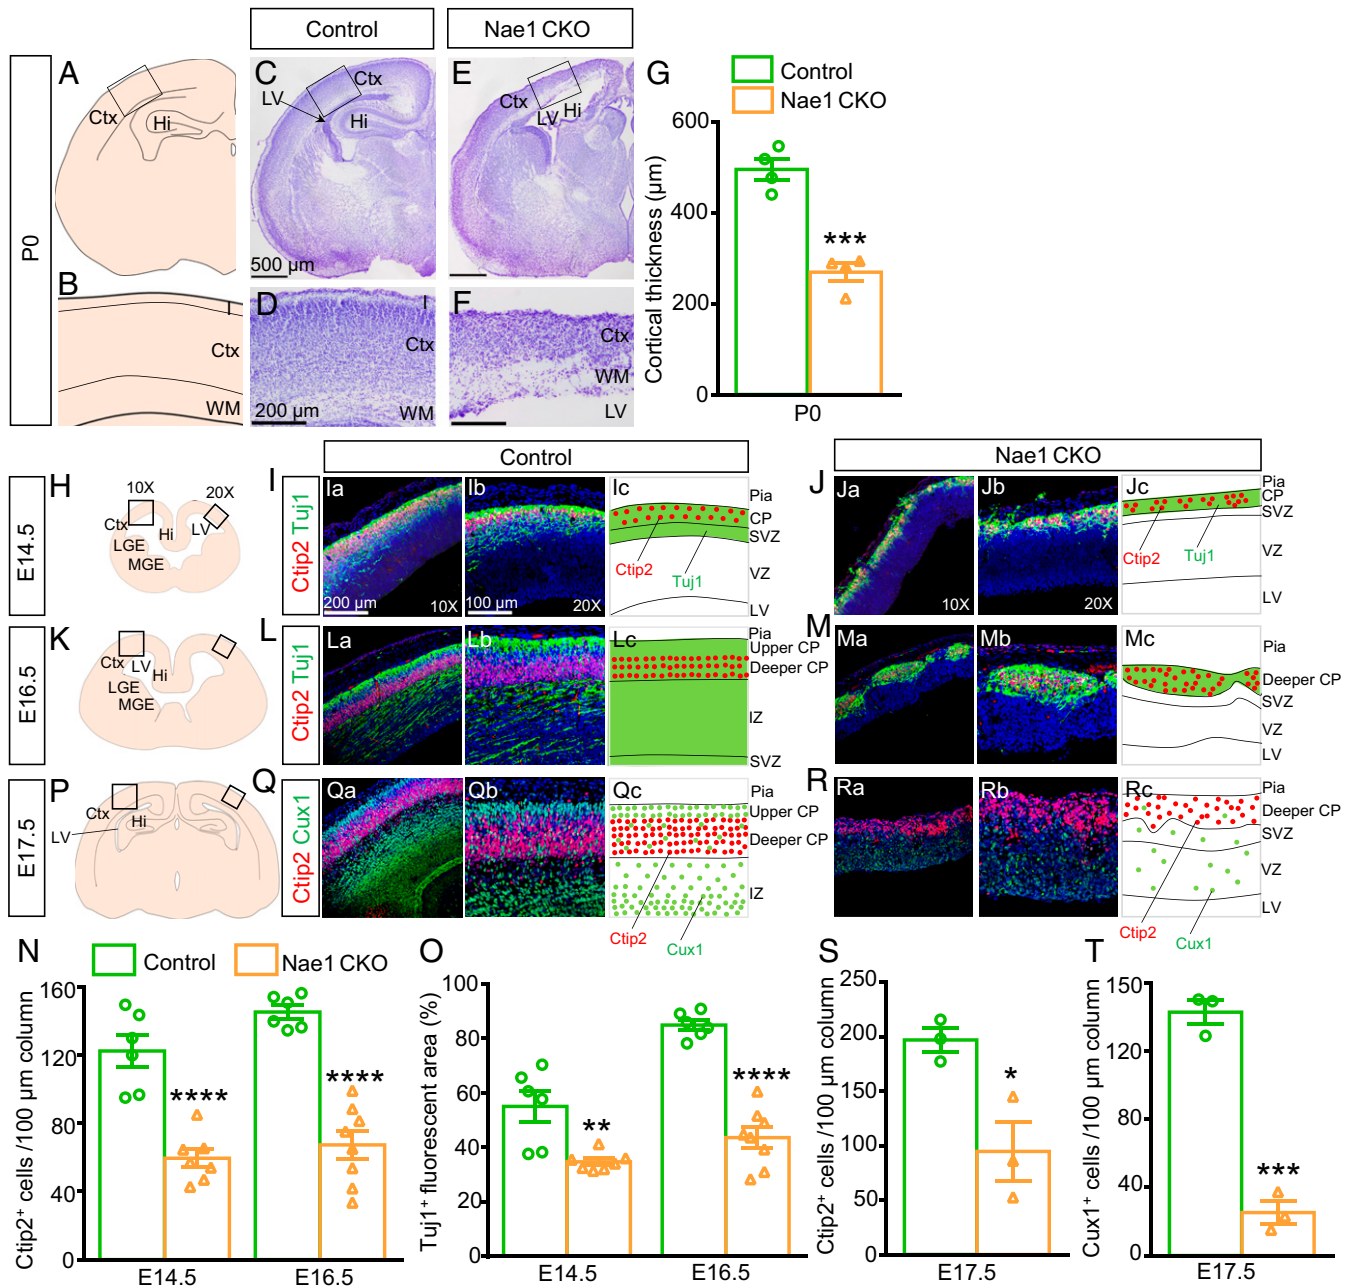 Control
Nae1 CKO
P0
A
Ctx
Hi
B
I
Ctx
WM
C
Ctx
LV
Hi
500 µm
D
I
Ctx
WM
200 µm
E
Ctx
LV
Hi
F
Ctx
WM
LV
G
Control
Nae1 CKO
Cortical thickness (µm)
600
400
200
0
***
P0
Control
Nae1 CKO
E14.5
H
10X
20X
Ctx
Hi
LV
LGE
MGE
I
Ctip2 Tuj1
Ia
200 µm
10X
Ib
100 µm
20X
Ic
Pia
CP
SVZ
VZ
LV
Ctip2
Tuj1
J
Ja
10X
Jb
20X
Jc
Pia
CP
SVZ
VZ
LV
Ctip2
Tuj1
E16.5
K
Ctx
LV
Hi
LGE
MGE
L
Ctip2 Tuj1
La
Lb
Lc
Pia
Upper CP
Deeper CP
IZ
SVZ
M
Ma
Mb
Mc
Pia
Deeper CP
SVZ
VZ
LV
E17.5
P
Ctx
Hi
LV
Q
Ctip2 Cux1
Qa
Qb
Qc
Pia
Upper CP
Deeper CP
IZ
Ctip2
Cux1
R
Ra
Rb
Rc
Pia
Deeper CP
SVZ
VZ
LV
Ctip2
Cux1
N
Control
Nae1 CKO
Ctip2⁺ cells /100 µm column
160
120
80
40
0
****
****
E14.5
E16.5
O
Tuj1⁺ fluorescent area (%)
100
80
60
40
20
0
**
****
E14.5
E16.5
S
Ctip2⁺ cells /100 µm column
250
200
150
100
50
0
*
E17.5
T
Cux1⁺ cells /100 µm column
150
120
80
40
0
***
E17.5